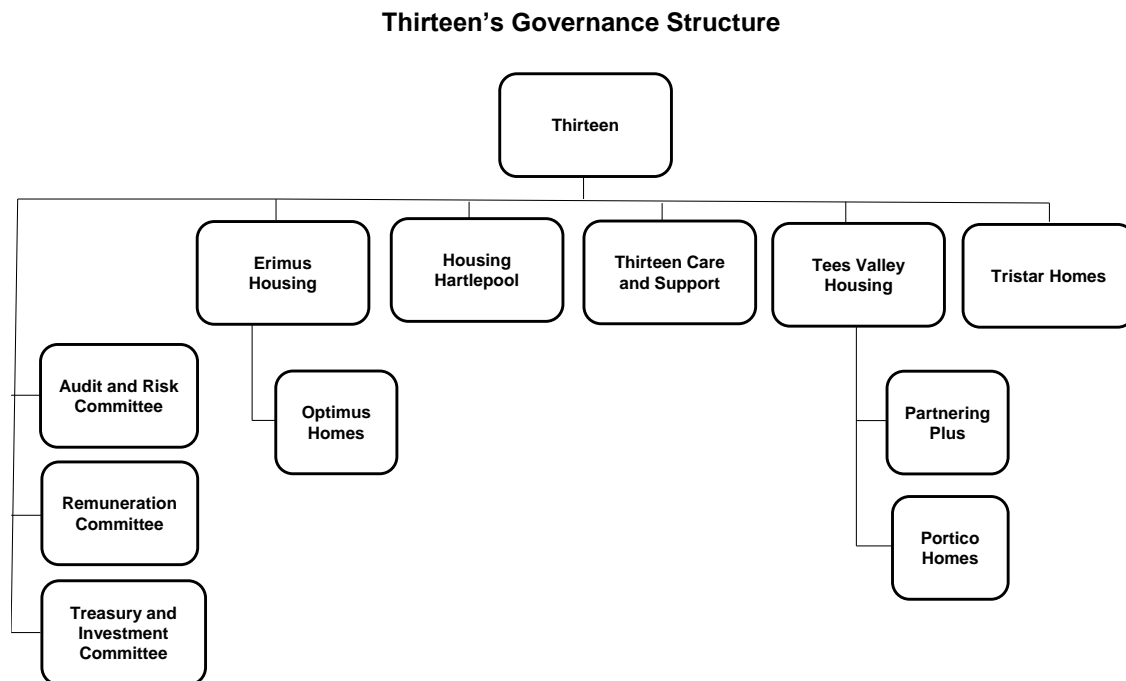 Thirteen's Governance Structure
Thirteen
Erimus
Housing
Housing
Hartlepool
Thirteen Care
and Support
Tees Valley
Housing
Tristar Homes
Audit and Risk
Committee
Optimus
Homes
Partnering
Plus
Remuneration
Committee
Portico
Homes
Treasury and
Investment
Committee